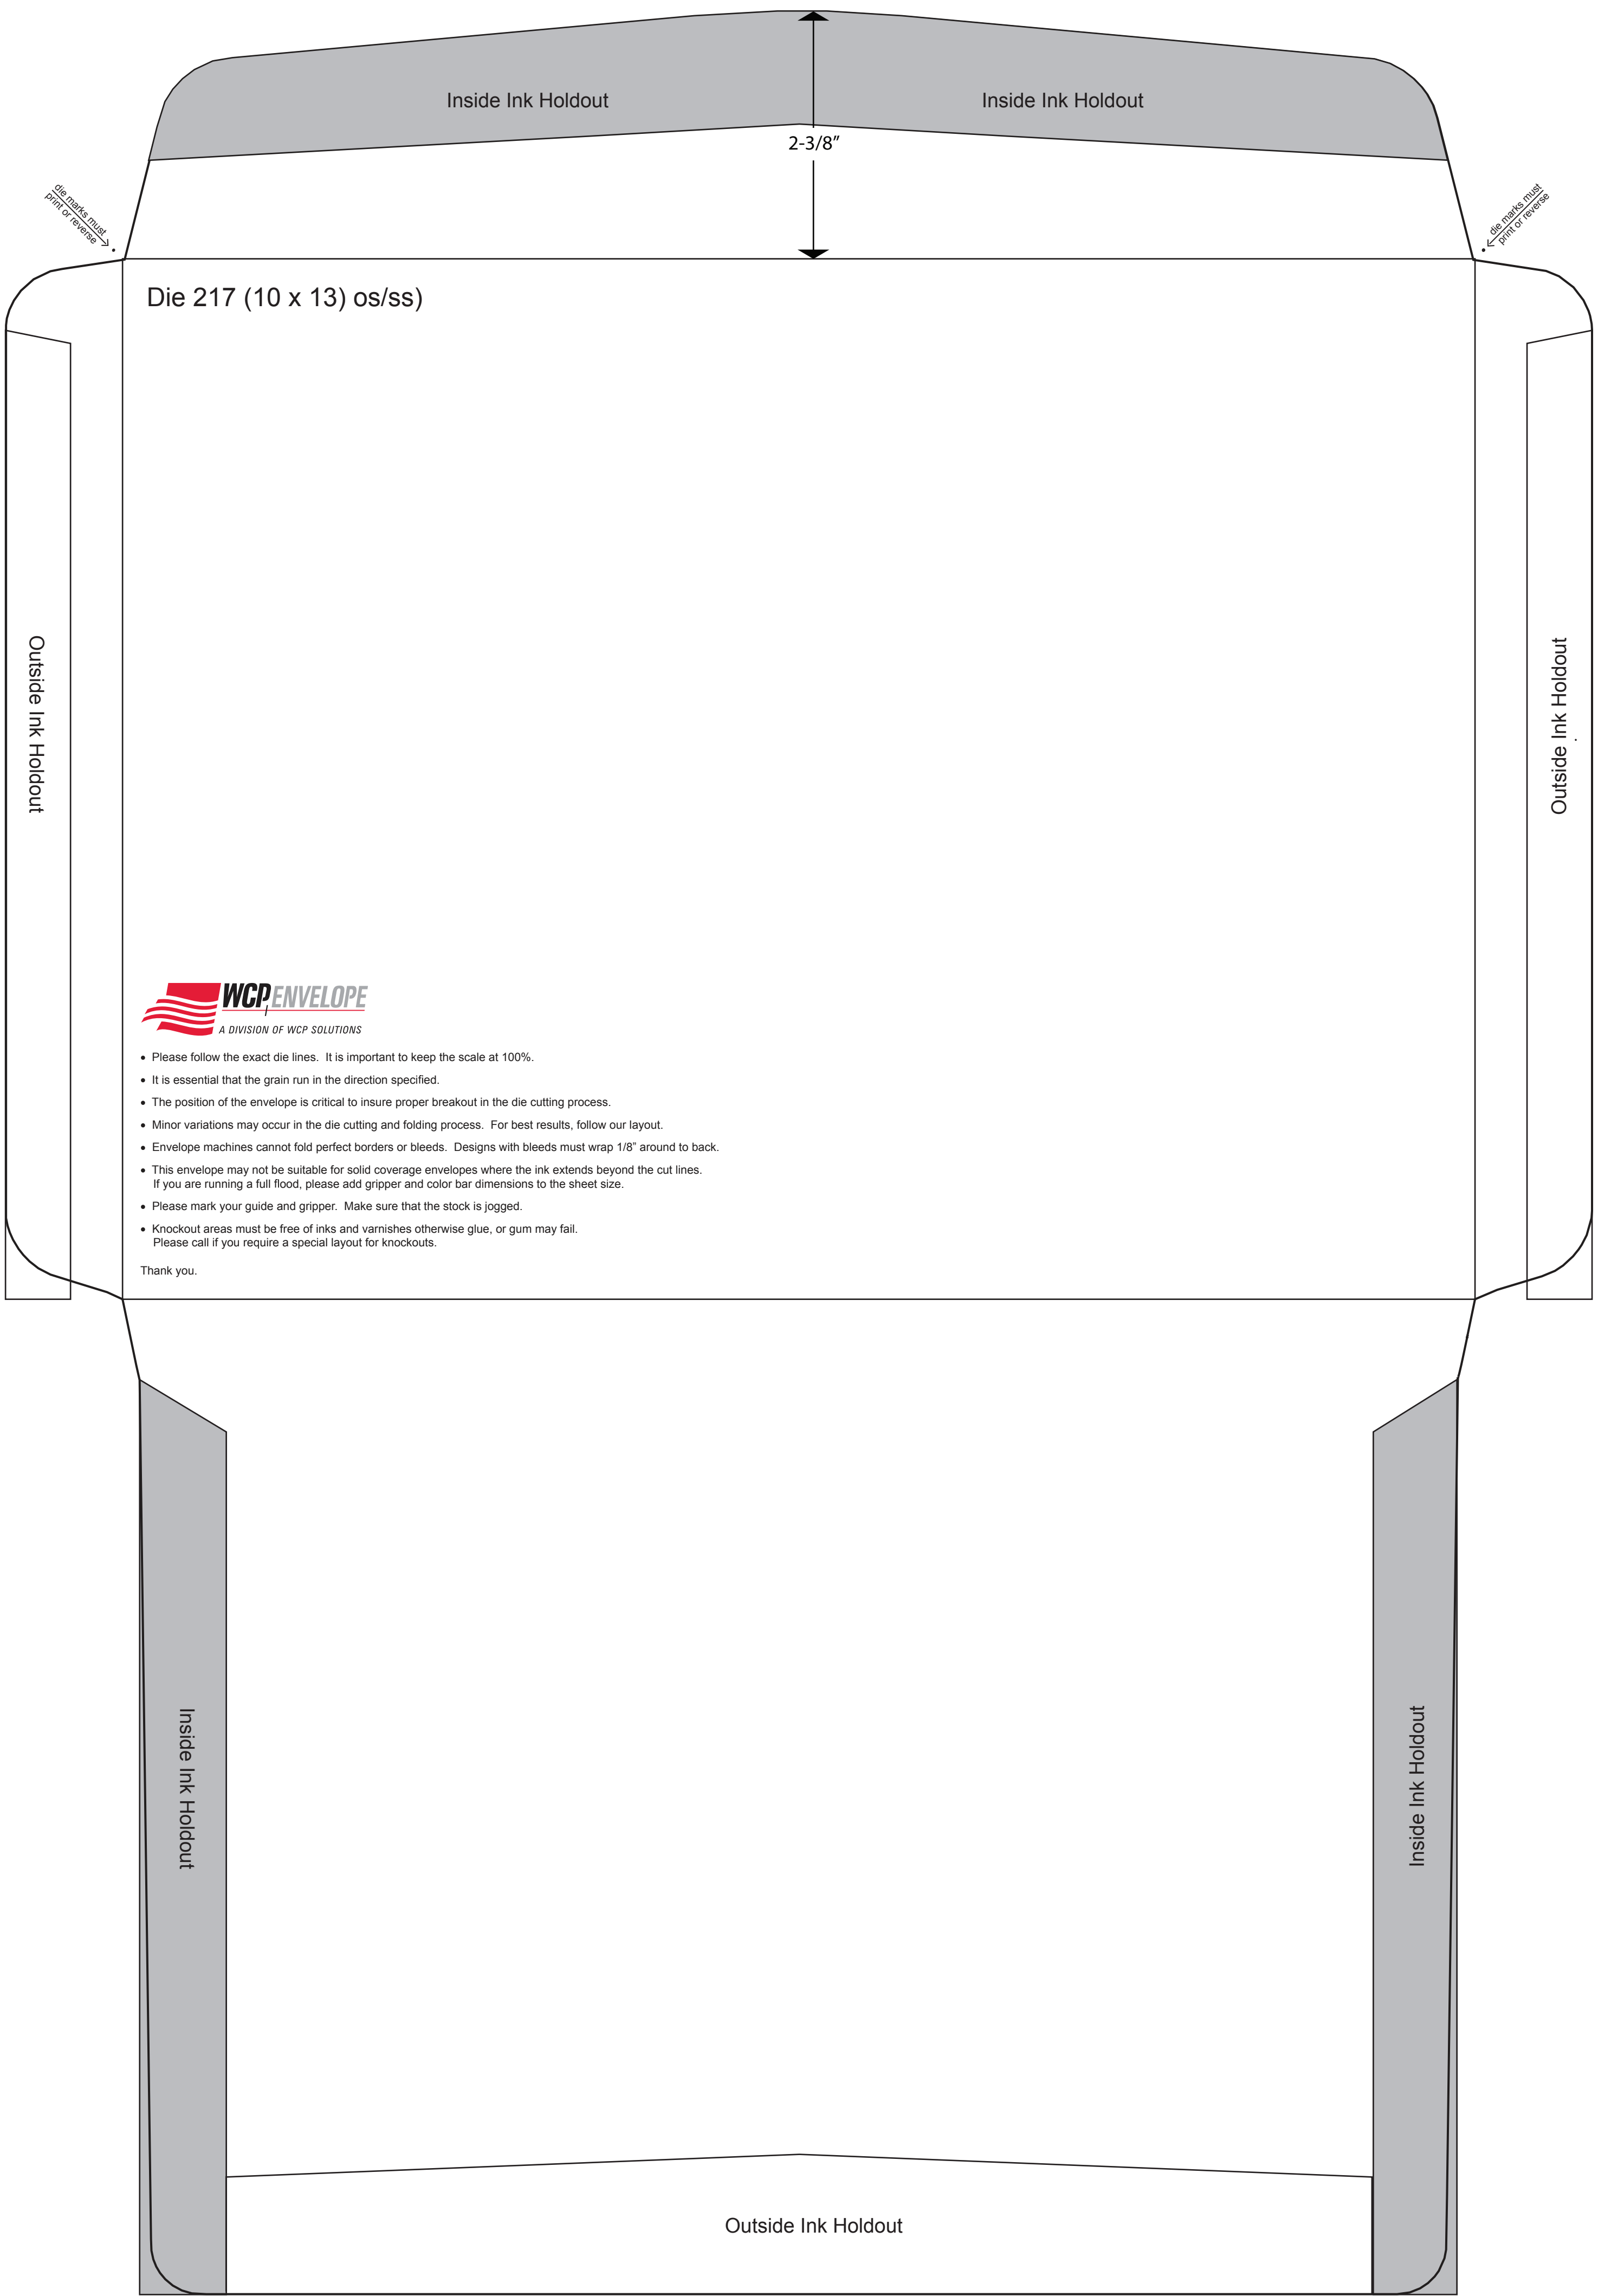 Inside Ink Holdout
Inside Ink Holdout
2-3/8”
die marks must
print or reverse
die marks must
print or reverse
Die 217 (10 x 13) os/ss)
Outside Ink Holdout
Outside Ink Holdout
WCP ENVELOPE
A DIVISION OF WCP SOLUTIONS
• Please follow the exact die lines.  It is important to keep the scale at 100%.
• It is essential that the grain run in the direction specified.
• The position of the envelope is critical to insure proper breakout in the die cutting process.
• Minor variations may occur in the die cutting and folding process.  For best results, follow our layout.
• Envelope machines cannot fold perfect borders or bleeds.  Designs with bleeds must wrap 1/8” around to back.
• This envelope may not be suitable for solid coverage envelopes where the ink extends beyond the cut lines.
If you are running a full flood, please add gripper and color bar dimensions to the sheet size.
• Please mark your guide and gripper.  Make sure that the stock is jogged.
• Knockout areas must be free of inks and varnishes otherwise glue, or gum may fail.
Please call if you require a special layout for knockouts.
Thank you.
Inside Ink Holdout
Inside Ink Holdout
Outside Ink Holdout